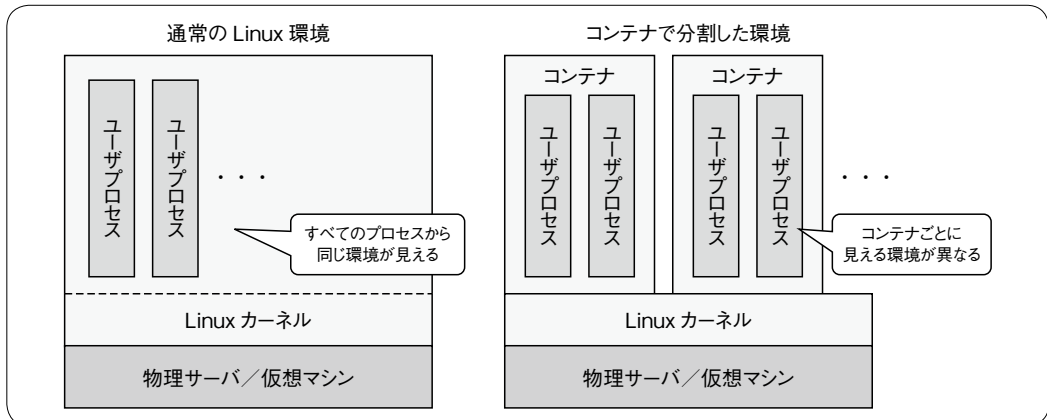 通常の Linux 環境
ユーザプロセス
ユーザプロセス
・・・
すべてのプロセスから
同じ環境が見える
Linux カーネル
物理サーバ／仮想マシン
コンテナで分割した環境
コンテナ
ユーザプロセス
ユーザプロセス
コンテナ
ユーザプロセス
ユーザプロセス
・・・
コンテナごとに
見える環境が異なる
Linux カーネル
物理サーバ／仮想マシン